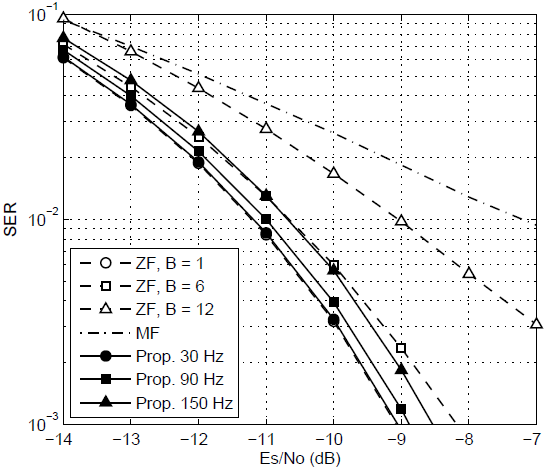 10⁻¹
10⁻²
10⁻³
SER
ZF, B = 1
ZF, B = 6
ZF, B = 12
MF
Prop. 30 Hz
Prop. 90 Hz
Prop. 150 Hz
−14 −13 −12 −11 −10 −9 −8 −7
Es/No (dB)